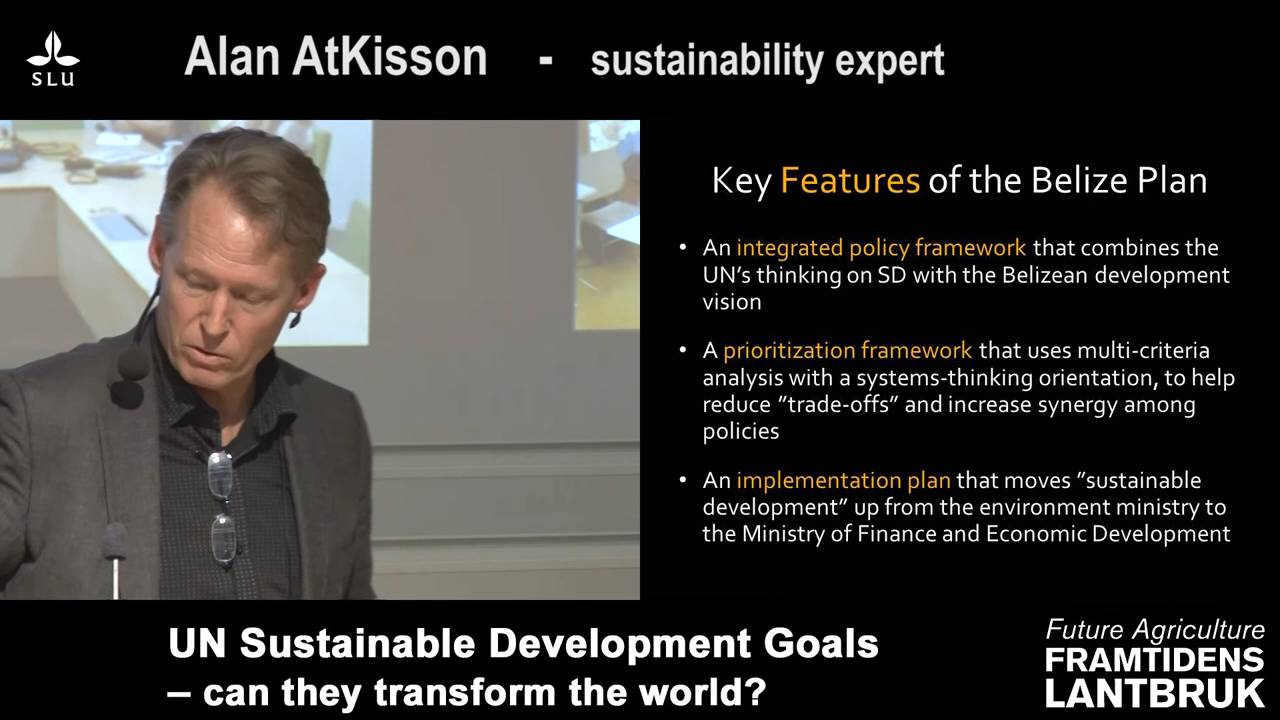 SLU
Alan AtKisson - sustainability expert
Key Features of the Belize Plan
• An integrated policy framework that combines the
UN’s thinking on SD with the Belizean development
vision
• A prioritization framework that uses multi-criteria
analysis with a systems-thinking orientation, to help
reduce ”trade-offs” and increase synergy among
policies
• An implementation plan that moves ”sustainable
development” up from the environment ministry to
the Ministry of Finance and Economic Development
UN Sustainable Development Goals
– can they transform the world?
Future Agriculture
FRAMTIDENS
LANTBRUK